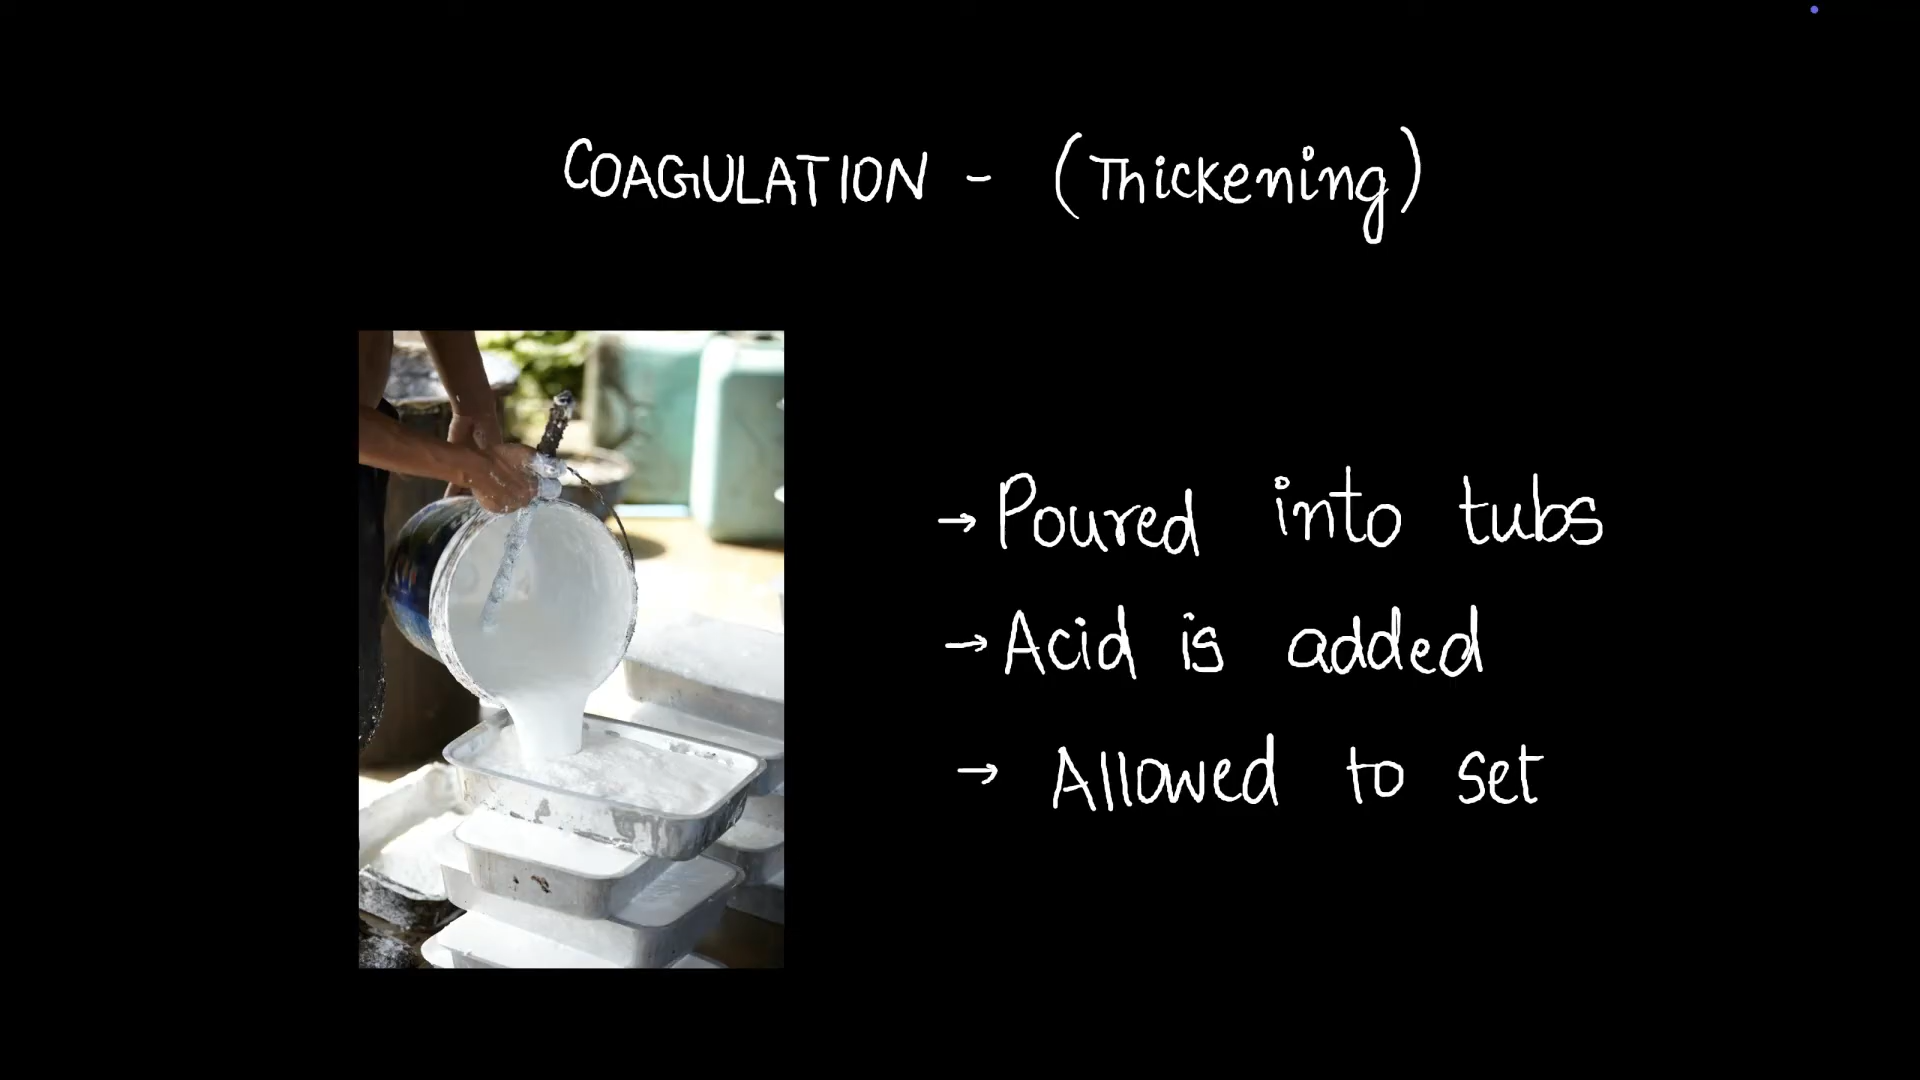 COAGULATION - (Thickening)
→ Poured into tubs
→ Acid is added
→ Allowed to set